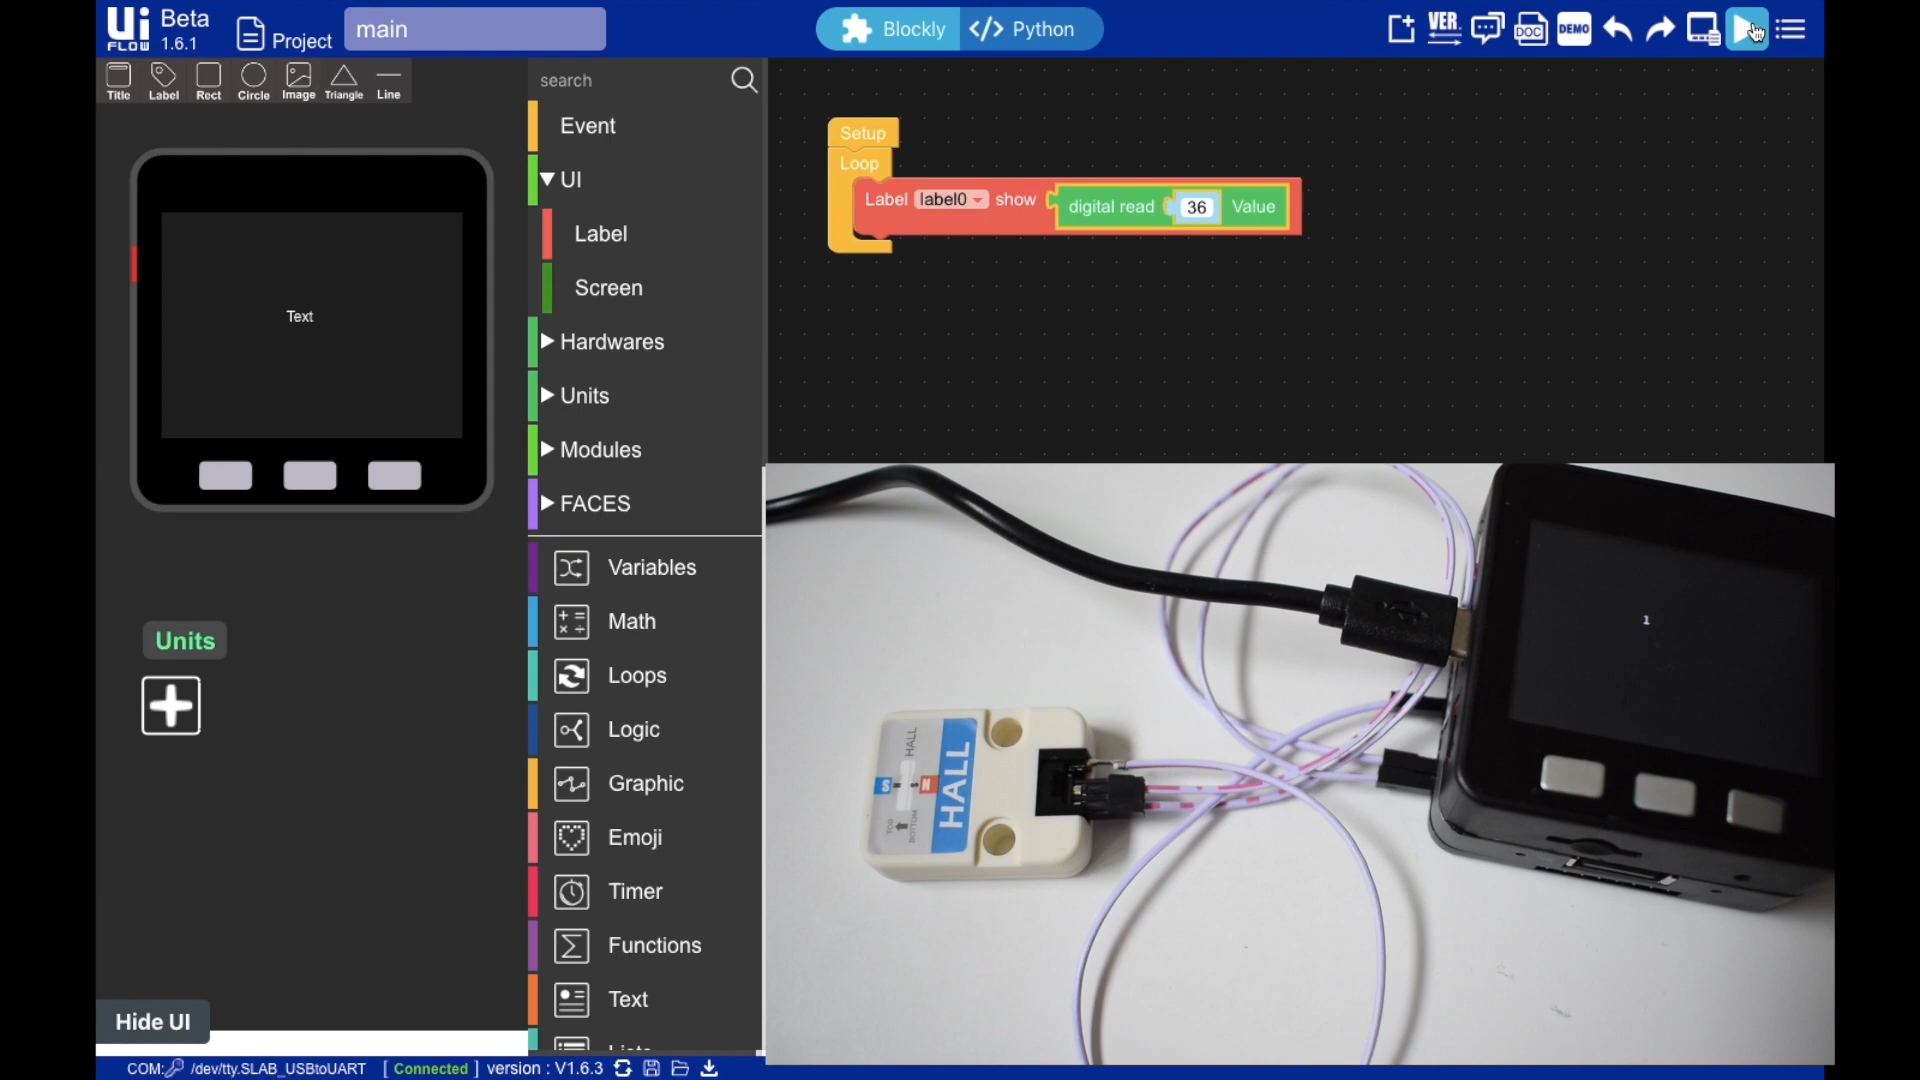 Ui FLOW Beta 1.6.1
Project main
Blockly Python
VER. DOC DEMO
Title Label Rect Circle Image Triangle Line
search
Event
UI
Label
Screen
Hardwares
Units
Modules
FACES
Variables
Math
Loops
Logic
Graphic
Emoji
Timer
Functions
Text
Setup
Loop
Label label0 show digital read 36 Value
Text
Units
1
HALL
HALL
S N
TOP
BOTTOM
Hide UI
COM: /dev/tty.SLAB_USBtoUART [ Connected ] version : V1.6.3